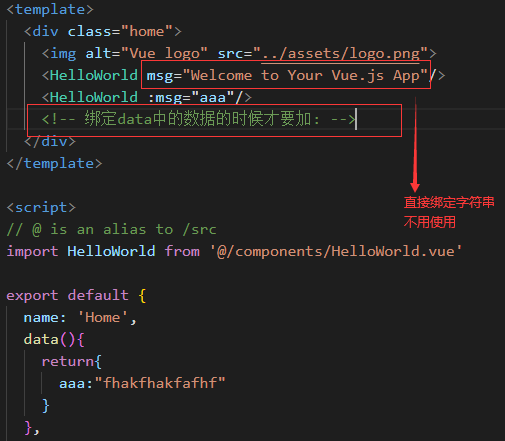 <template>
<div class="home">
<img alt="Vue logo" src="../assets/logo.png">
<HelloWorld msg="Welcome to Your Vue.js App"/>
<HelloWorld :msg="aaa"/>
<!-- 绑定data中的数据的时候才要加: -->
</div>
</template>
直接绑定字符串
不用使用
<script>
// @ is an alias to /src
import HelloWorld from '@/components/HelloWorld.vue'
export default {
name: 'Home',
data(){
return{
aaa:"fhakfhakfafhf"
}
},